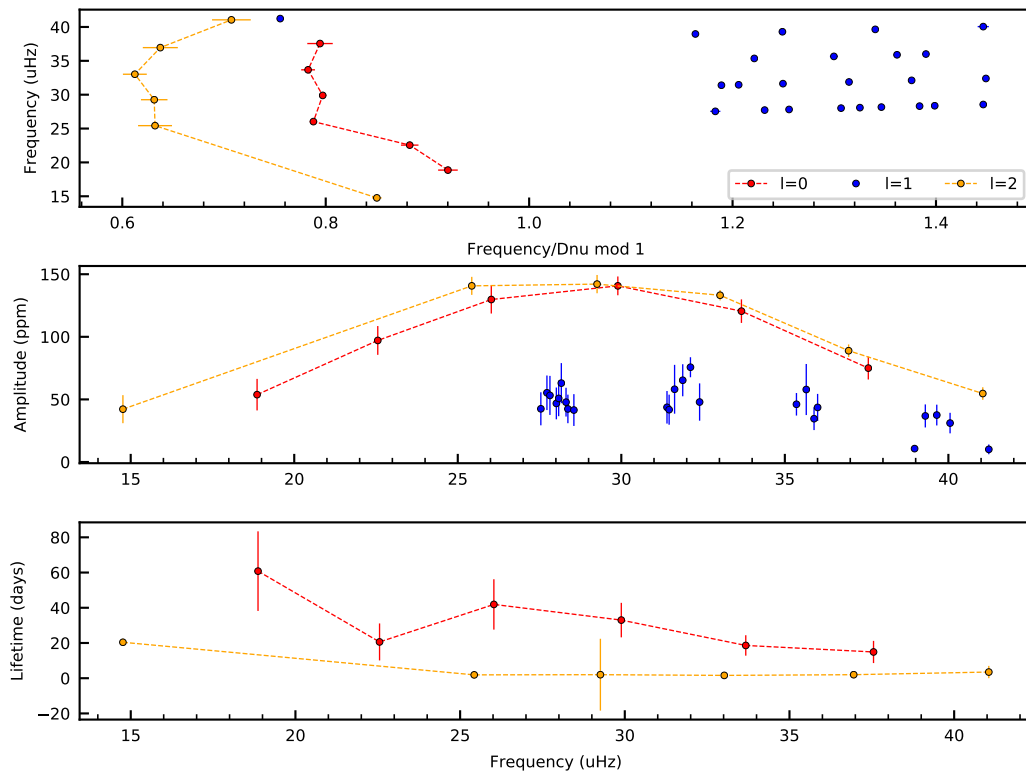 40
35
30
25
20
15
Frequency (uHz)
l=0 l=1 l=2
0.6 0.8 1.0 1.2 1.4
Frequency/Dnu mod 1
150
100
50
0
Amplitude (ppm)
15 20 25 30 35 40
80
60
40
20
0
−20
Lifetime (days)
15 20 25 30 35 40
Frequency (uHz)